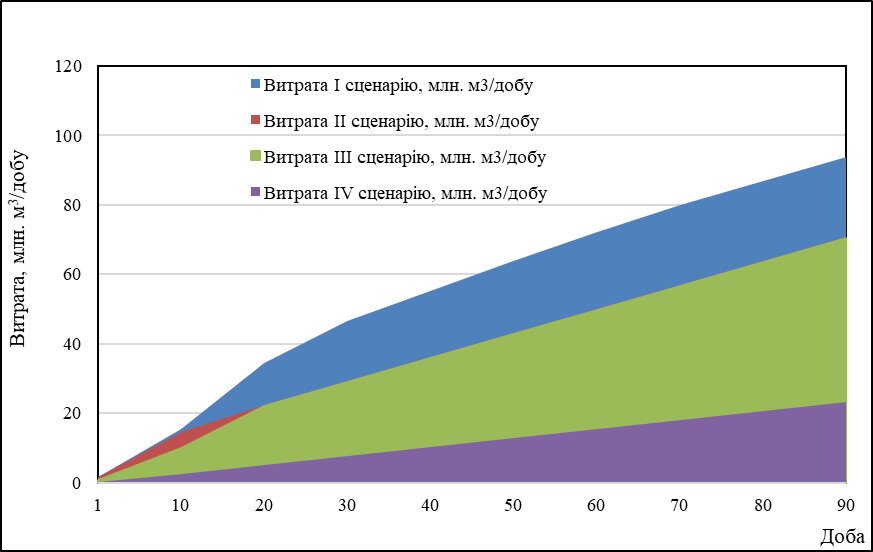 Витрата, млн. м³/добу
120
100
80
60
40
20
0
Витрата I сценарію, млн. м3/добу
Витрата II сценарію, млн. м3/добу
Витрата III сценарію, млн. м3/добу
Витрата IV сценарію, млн. м3/добу
1 10 20 30 40 50 60 70 80 90
Доба